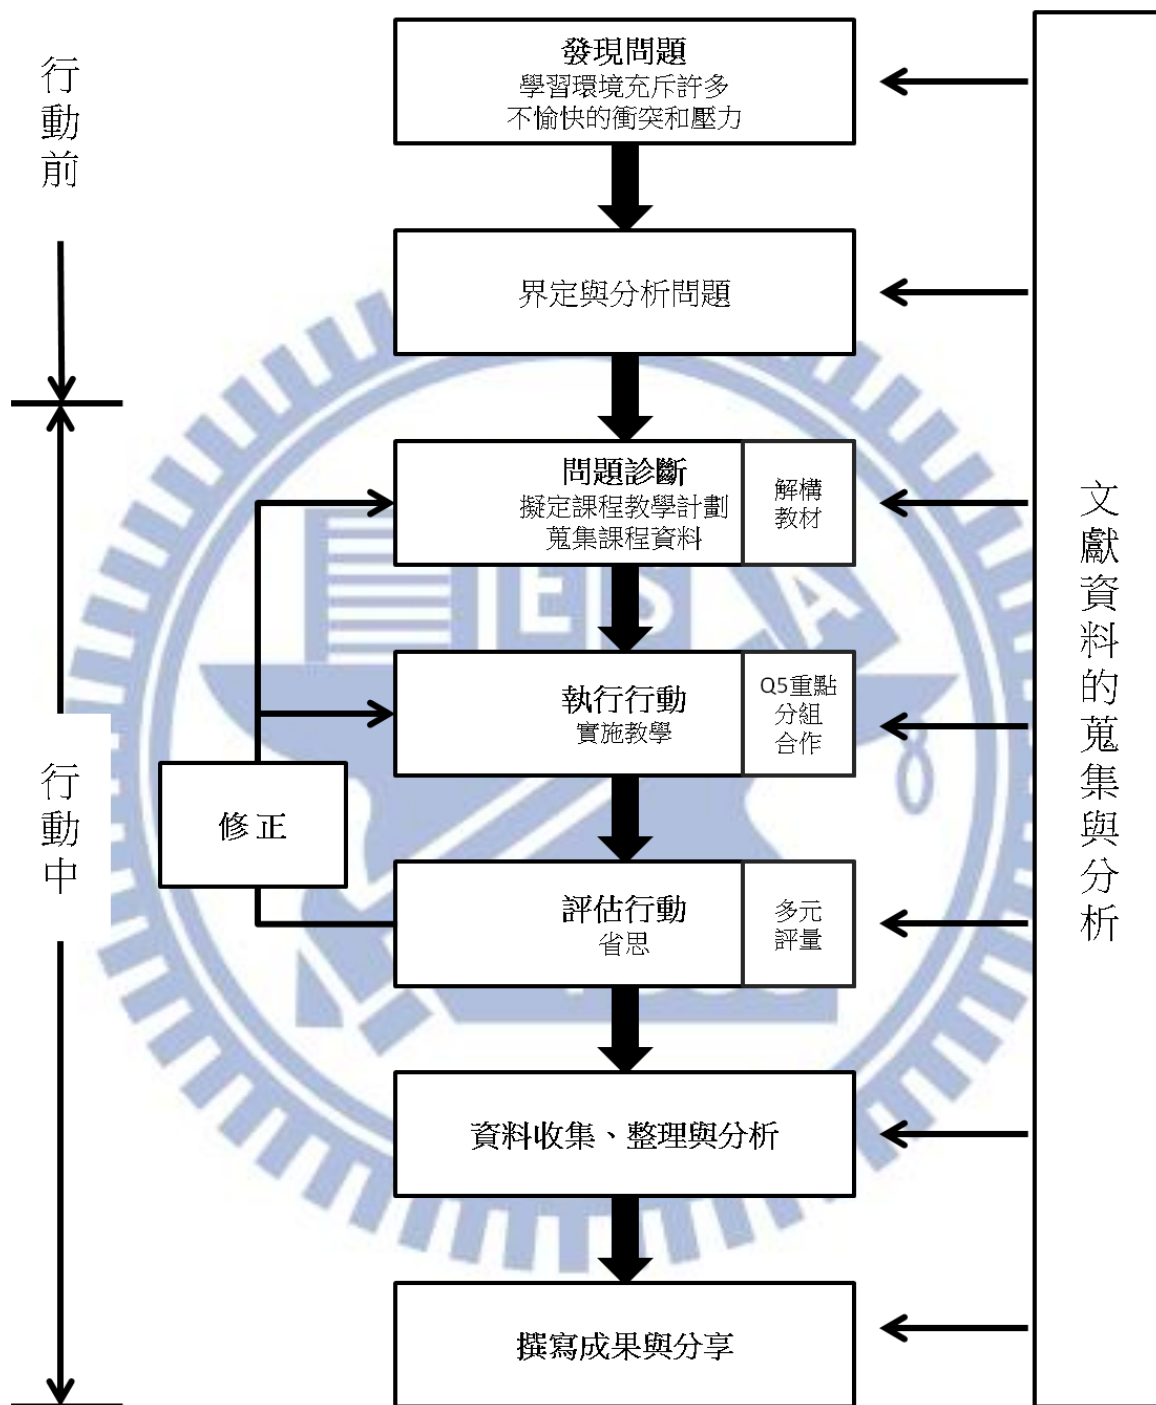 行動前
發現問題
學習環境充斥許多
不愉快的衝突和壓力
界定與分析問題
行動中
問題診斷
擬定課程教學計劃
蒐集課程資料
解構
教材
執行行動
實施教學
Q5重點
分組
合作
修正
評估行動
省思
多元
評量
資料收集、整理與分析
撰寫成果與分享
文獻資料的蒐集與分析
E S A